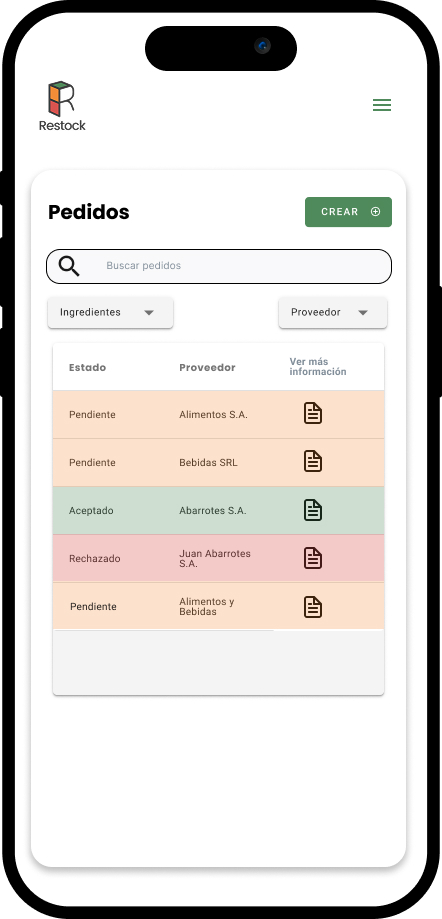 Restock
Pedidos
CREAR
Buscar pedidos
Ingredientes
Proveedor
Estado
Proveedor
Ver más
información
Pendiente
Alimentos S.A.
Pendiente
Bebidas SRL
Aceptado
Abarrotes S.A.
Rechazado
Juan Abarrotes
S.A.
Pendiente
Alimentos y
Bebidas